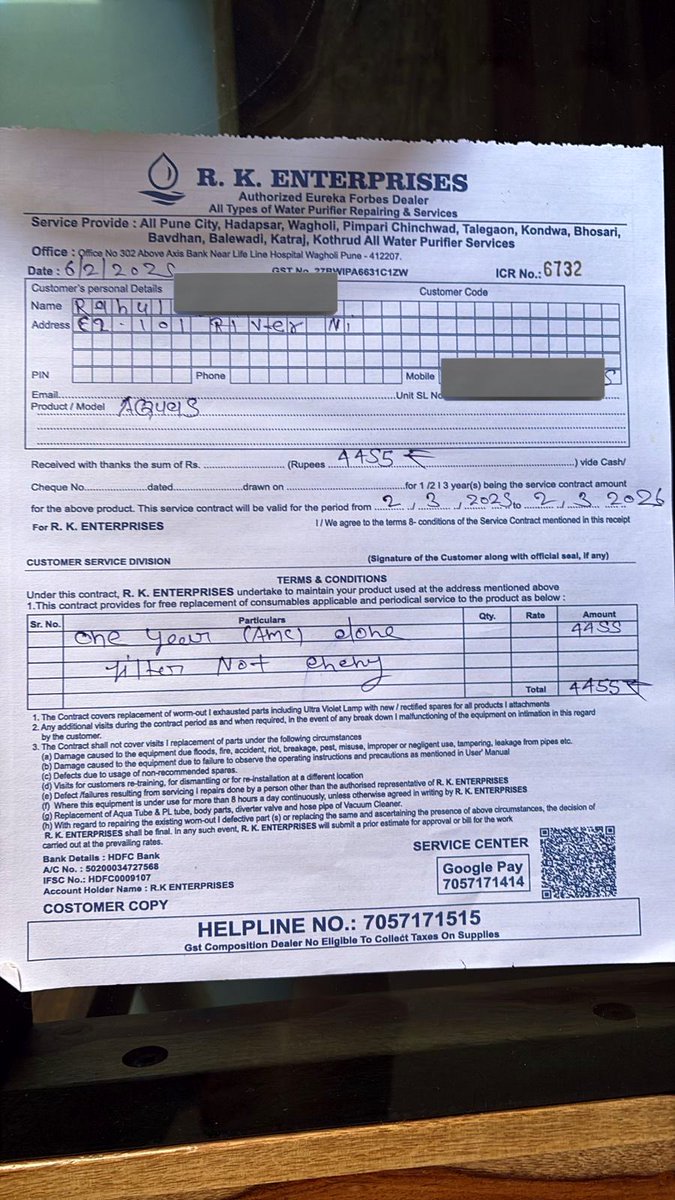 R. K. ENTERPRISES
Authorized Eureka Forbes Dealer
All Types of Water Purifier Repairing & Services
Service Provide : All Pune City, Hadapsar, Wagholi, Pimpari Chinchwad, Talegaon, Kondwa, Bhosari,
Bavdhan, Balewadi, Katraj, Kothrud All Water Purifier Services
Office : Office No 302 Above Axis Bank Near Life Line Hospital Wagholi Pune - 412207.
Date : 6/2/2025 GST No. 27BWIPA6631C1ZW ICR No.: 6732
Customer's personal Details Customer Code
Name Rahul
Address E2-101 River Ni
PIN Phone Mobile
Email Unit SL No
Product / Model
Received with thanks the sum of Rs. (Rupees 4455 ) vide Cash/
Cheque No. dated drawn on for 1 /2 I 3 year(s) being the service contract amount
for the above product. This service contract will be valid for the period from 2, 3, 2025 to 2, 3 2026
For R. K. ENTERPRISES I / We agree to the terms 8- conditions of the Service Contract mentioned in this receipt
CUSTOMER SERVICE DIVISION (Signature of the Customer along with official seal, if any)
TERMS & CONDITIONS
Under this contract, R. K. ENTERPRISES undertake to maintain your product used at the address mentioned above
1.This contract provides for free replacement of consumables applicable and periodical service to the product as below :
Sr. No. Particulars Qty. Rate Amount
one year (AMC) done 4455
filter Not
Total 4455
1. The Contract covers replacement of worn-out I exhausted parts including Ultra Violet Lamp with new / rectified spares for all products I attachments
2. Any additional visits during the contract period as and when required, in the event of any break down I malfunctioning of the equipment on intimation in this regard
by the customer.
3. The Contract shall not cover visits I replacement of parts under the following circumstances
(a) Damage caused to the equipment due floods, fire, accident, riot, breakage, pest, misuse, improper or negligent use, tampering, leakage from pipes etc.
(b) Damage caused to the equipment due to failure to observe the operating instructions and precautions as mentioned in User' Manual
(c) Defects due to usage of non-recommended spares.
(d) Visits for customers re-training, for dismantling or for re-installation at a different location
(e) Defect /failures resulting from servicing I repairs done by a person other than the authorised representative of R. K. ENTERPRISES
(f) Where this equipment is under use for more than 8 hours a day continuously, unless otherwise agreed in writing by R. K. ENTERPRISES
(g) Replacement of Aqua Tube & PL tube, body parts, diverter valve and hose pipe of Vacuum Cleaner.
(h) With regard to repairing the existing worn-out I defective part (s) or replacing the same and ascertaining the presence of above circumstances, the decision of
R. K. ENTERPRISES shall be final. In any such event, R. K. ENTERPRISES will submit a prior estimate for approval or bill for the work
carried out at the prevailing rates.
Bank Details : HDFC Bank
A/C No. : 50200034727568
IFSC No.: HDFC0009107
Account Holder Name : R.K ENTERPRISES
SERVICE CENTER
Google Pay
7057171414
COSTOMER COPY
HELPLINE NO.: 7057171515
Gst Composition Dealer No Eligible To Collect Taxes On Supplies